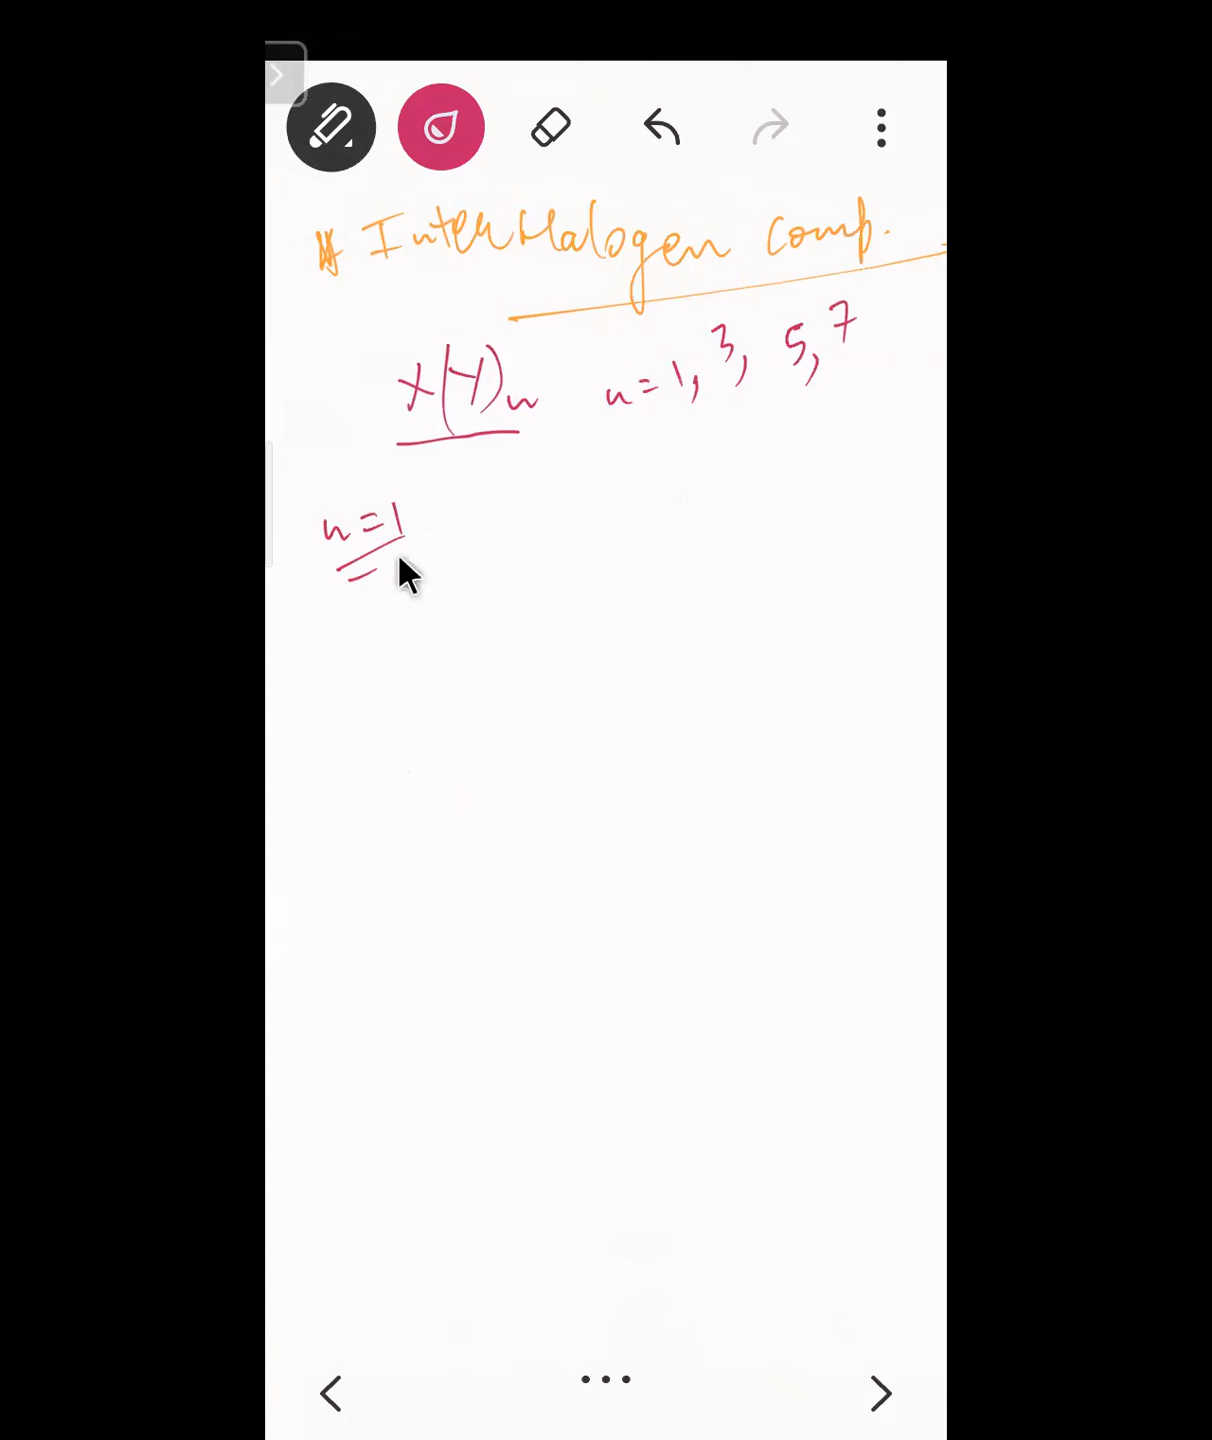 # InterHalogen Comp.
X(Y)n n=1, 3, 5, 7
n=1